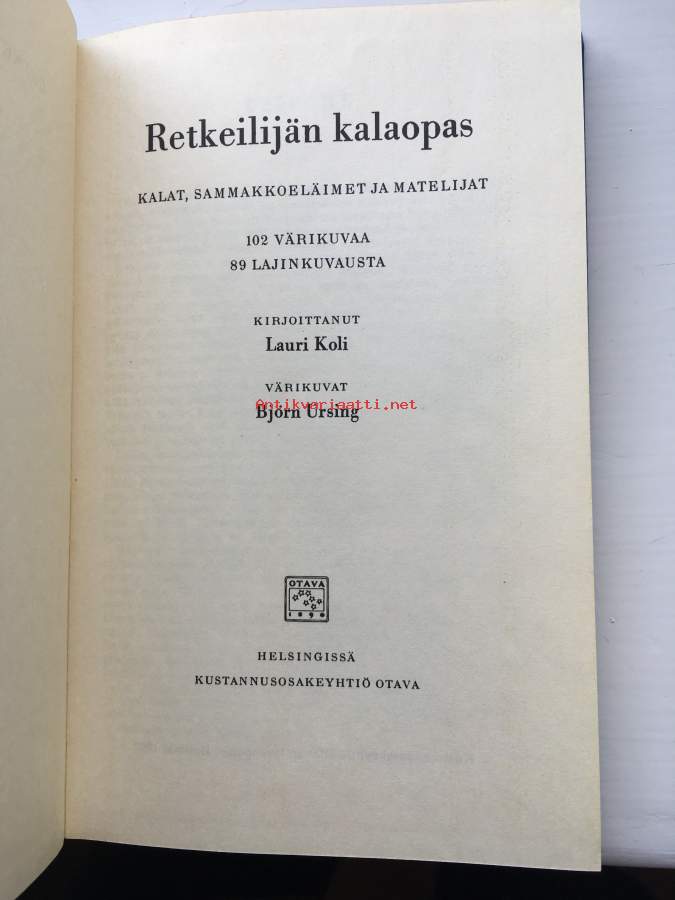 Retkeilijän kalaopas
KALAT, SAMMAKKOELÄIMET JA MATELIJAT
102 VÄRIKUVAA
89 LAJINKUVAUSTA
KIRJOITTANUT
Lauri Koli
VÄRIKUVAT
Antikvariaatti.net
Björn Ursing
OTAVA
1890
HELSINGISSÄ
KUSTANNUSOSAKEYHTIÖ OTAVA